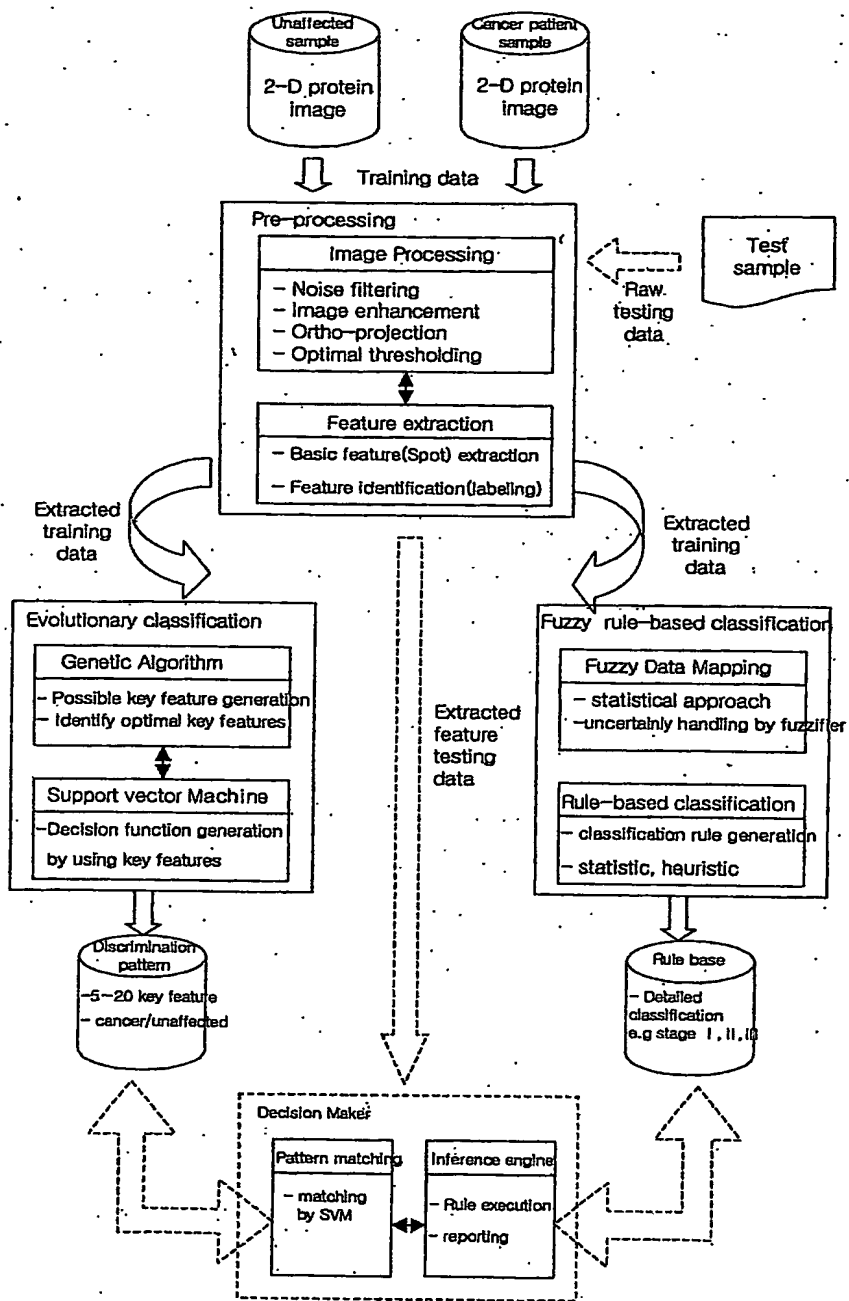 Unaffected
sample
2-D protein
image
Cancer patient
sample
2-D protein
image
Training data
Pre-processing
Image Processing
- Noise filtering
- Image enhancement
- Ortho-projection
- Optimal thresholding
Test
sample
Raw
testing
data
Feature extraction
- Basic feature(Spot) extraction
- Feature identification(labeling)
Extracted
training
data
Extracted
training
data
Evolutionary classification
Genetic Algorithm
- Possible key feature generation
- Identify optimal key features
Support vector Machine
-Decision function generation
by using key features
Extracted
feature
testing
data
Fuzzy rule-based classification
Fuzzy Data Mapping
- statistical approach
-uncertainly handling by fuzzifier
Rule-based classification
- classification rule generation
- statistic, heuristic
Discrimination
pattern
-5-20 key feature
- cancer/unaffected
Rule base
- Detailed
classification
e.g stage I, II, III
Decision Maker
Pattern matching
- matching
by SVM
Inference engine
- Rule execution
- reporting